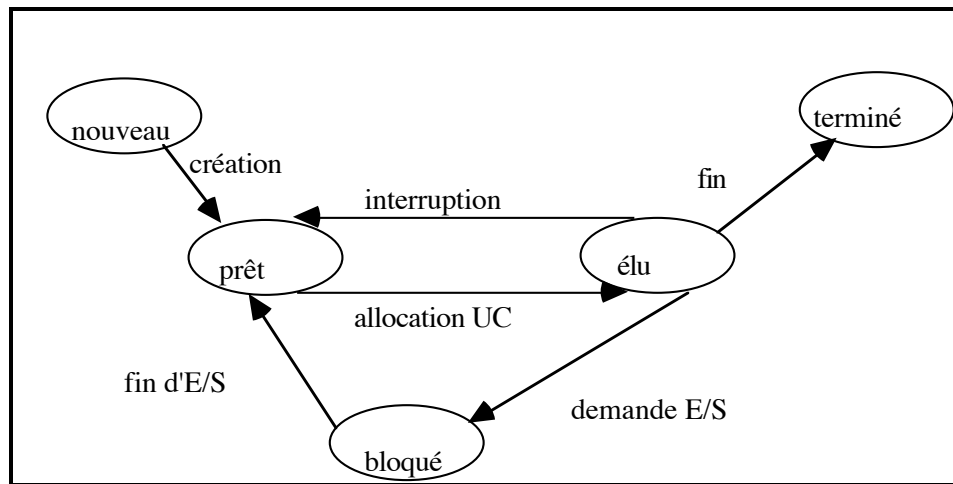 nouveau
terminé
création
fin
interruption
prêt
élu
allocation UC
fin d'E/S
demande E/S
bloqué